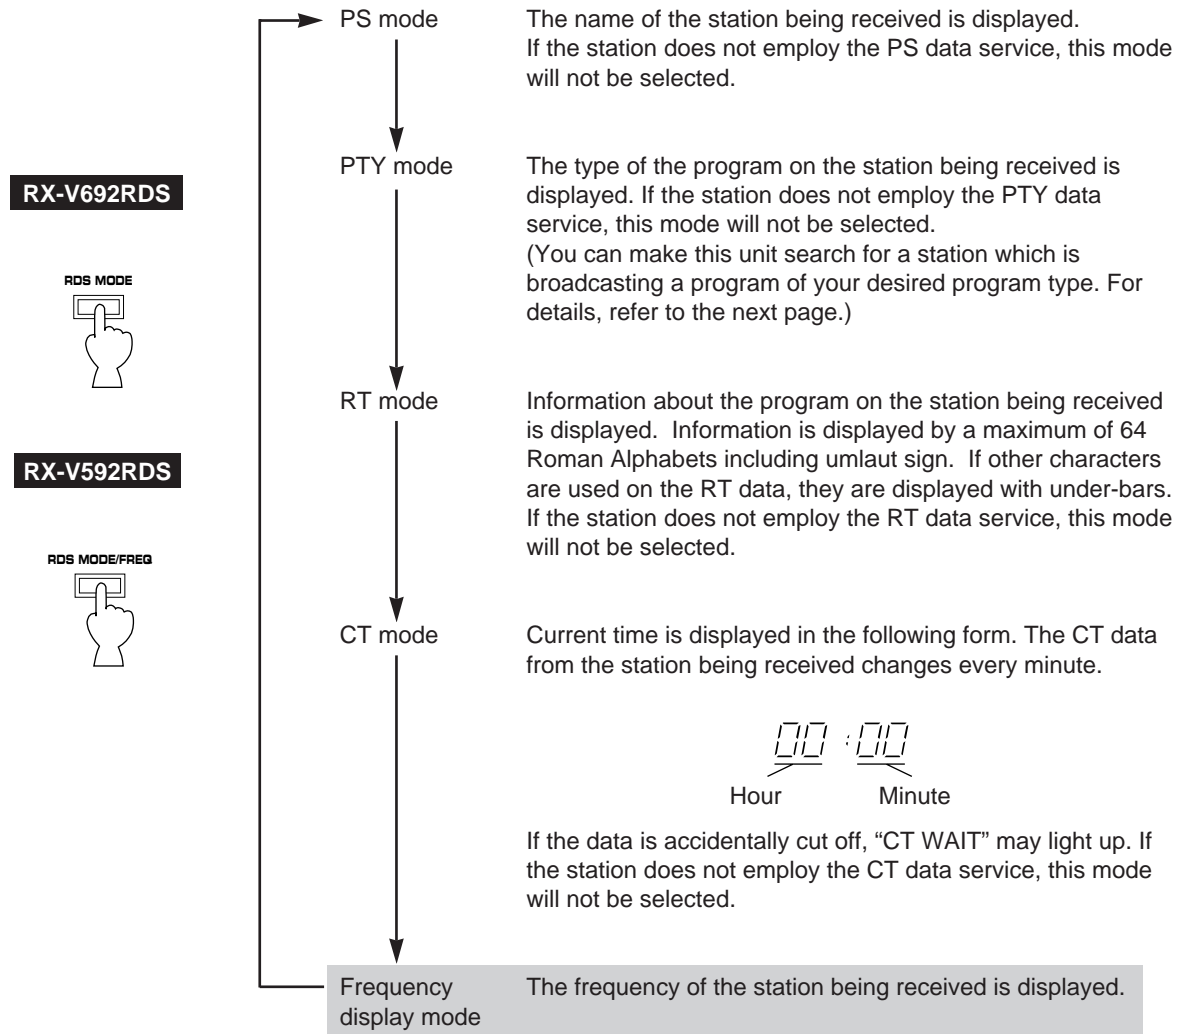 PS mode
The name of the station being received is displayed.
If the station does not employ the PS data service, this mode
will not be selected.
RX-V692RDS
RDS MODE
PTY mode
The type of the program on the station being received is
displayed. If the station does not employ the PTY data
service, this mode will not be selected.
(You can make this unit search for a station which is
broadcasting a program of your desired program type. For
details, refer to the next page.)
RX-V592RDS
RDS MODE/FREQ
RT mode
Information about the program on the station being received
is displayed.  Information is displayed by a maximum of 64
Roman Alphabets including umlaut sign.  If other characters
are used on the RT data, they are displayed with under-bars.
If the station does not employ the RT data service, this mode
will not be selected.
CT mode
Current time is displayed in the following form. The CT data
from the station being received changes every minute.
00 : 00
Hour Minute
If the data is accidentally cut off, “CT WAIT” may light up. If
the station does not employ the CT data service, this mode
will not be selected.
Frequency
display mode
The frequency of the station being received is displayed.